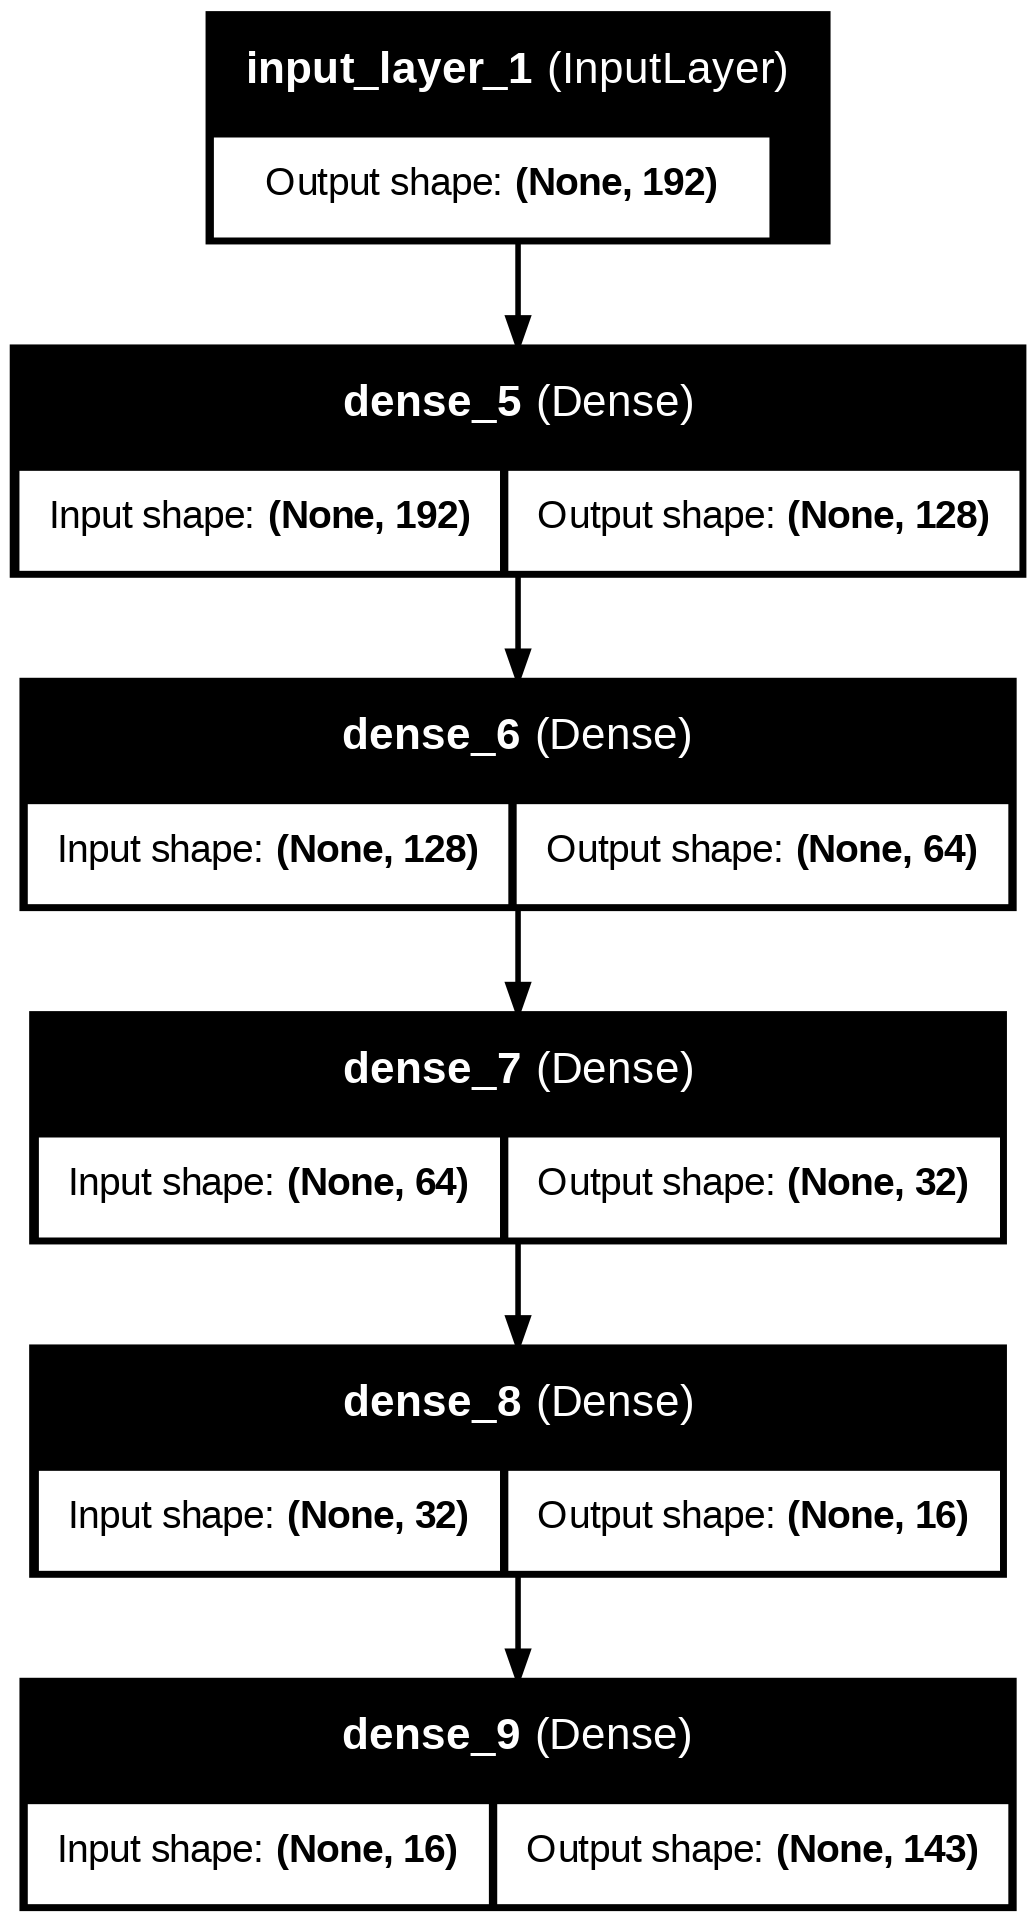 input_layer_1 (InputLayer)
Output shape: (None, 192)
dense_5 (Dense)
Input shape: (None, 192) Output shape: (None, 128)
dense_6 (Dense)
Input shape: (None, 128) Output shape: (None, 64)
dense_7 (Dense)
Input shape: (None, 64) Output shape: (None, 32)
dense_8 (Dense)
Input shape: (None, 32) Output shape: (None, 16)
dense_9 (Dense)
Input shape: (None, 16) Output shape: (None, 143)